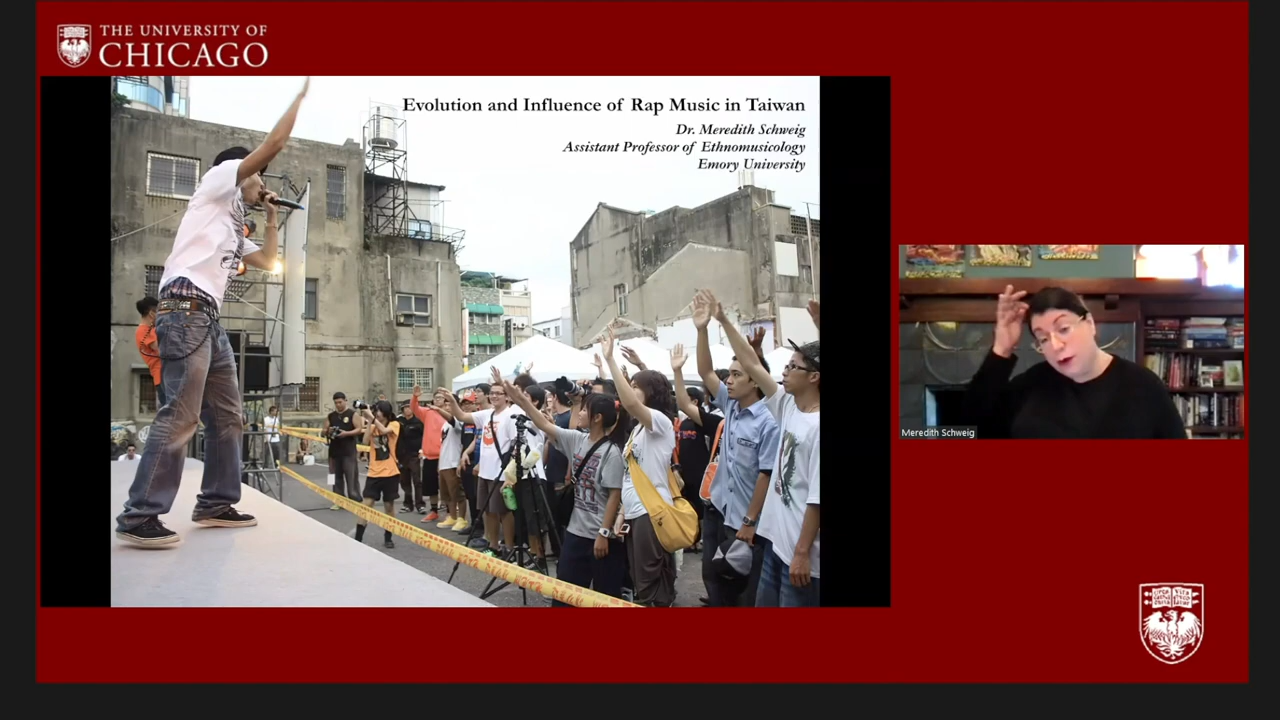 THE UNIVERSITY OF
CHICAGO
Evolution and Influence of Rap Music in Taiwan
Dr. Meredith Schweig
Assistant Professor of Ethnomusicology
Emory University
Meredith Schweig